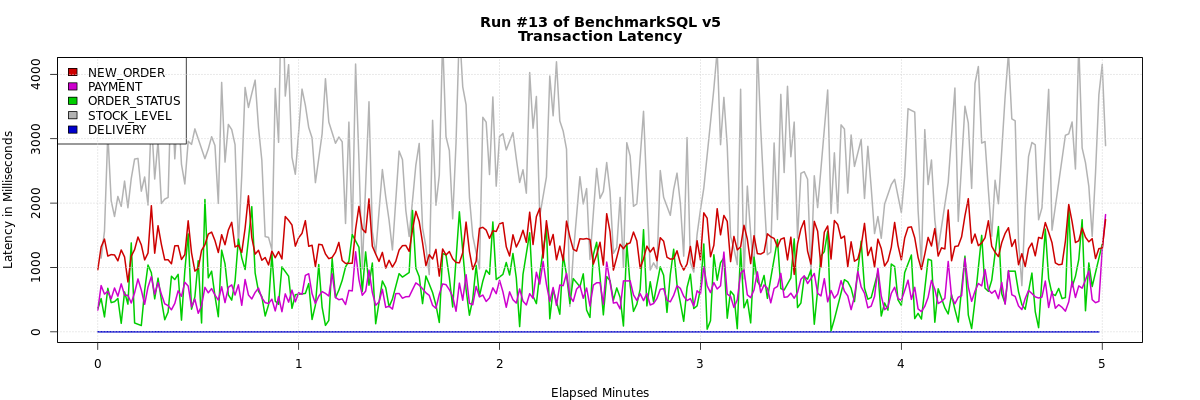 Run #13 of BenchmarkSQL v5
Transaction Latency
NEW_ORDER
PAYMENT
ORDER_STATUS
STOCK_LEVEL
DELIVERY
Latency in Milliseconds
4000
3000
2000
1000
0
0 1 2 3 4 5
Elapsed Minutes